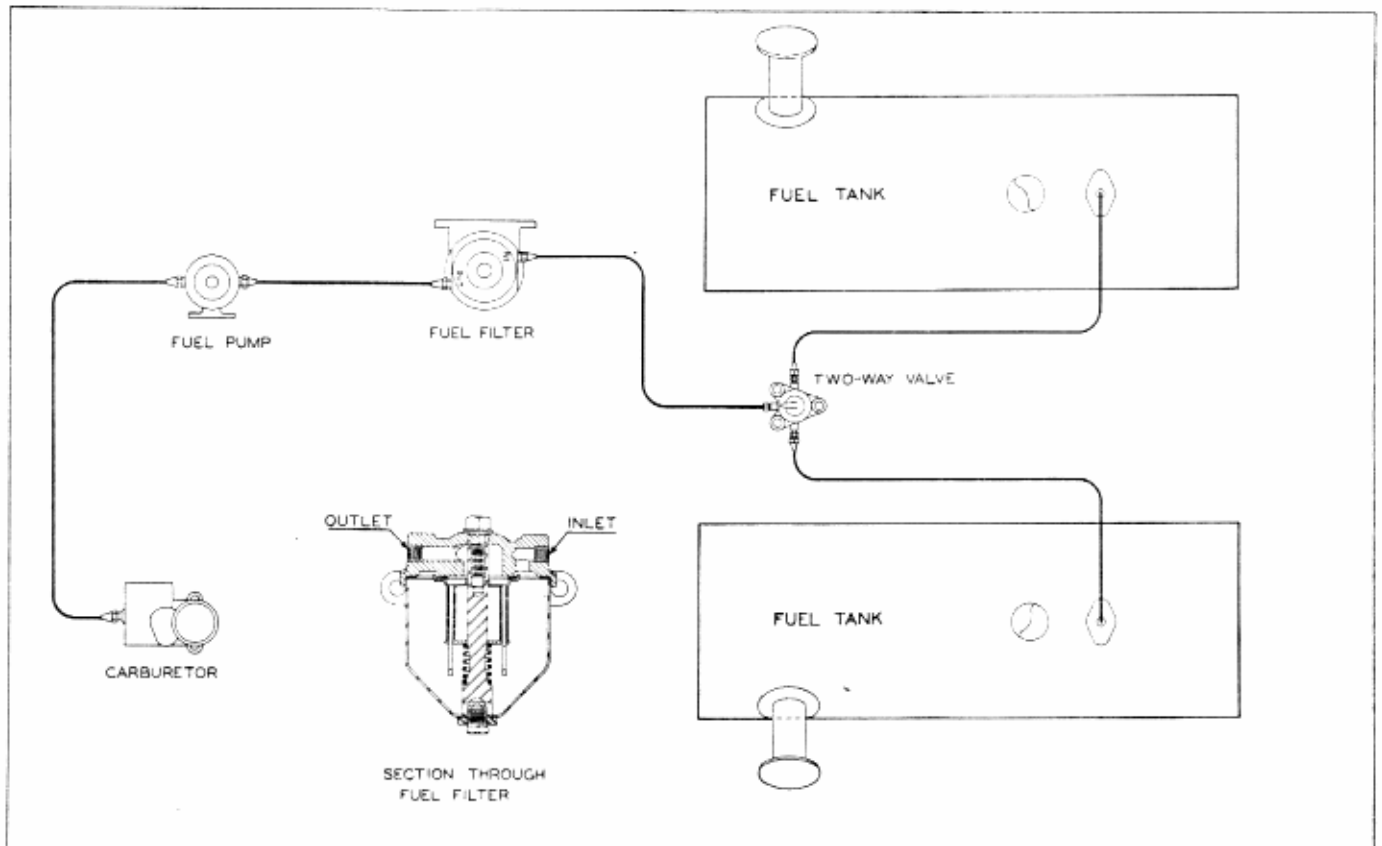 FUEL TANK
FUEL PUMP
FUEL FILTER
TWO-WAY VALVE
OUTLET
INLET
FUEL TANK
CARBURETOR
SECTION THROUGH
FUEL FILTER